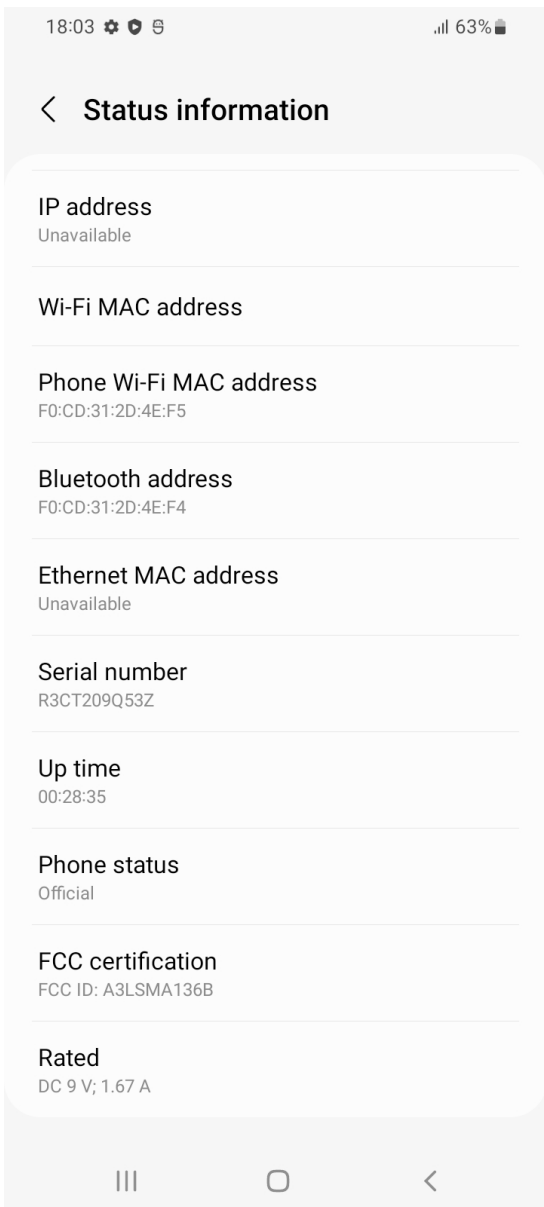 18:03 63%
Status information
IP address
Unavailable
Wi-Fi MAC address
Phone Wi-Fi MAC address
F0:CD:31:2D:4E:F5
Bluetooth address
F0:CD:31:2D:4E:F4
Ethernet MAC address
Unavailable
Serial number
R3CT209Q53Z
Up time
00:28:35
Phone status
Official
FCC certification
FCC ID: A3LSMA136B
Rated
DC 9 V; 1.67 A